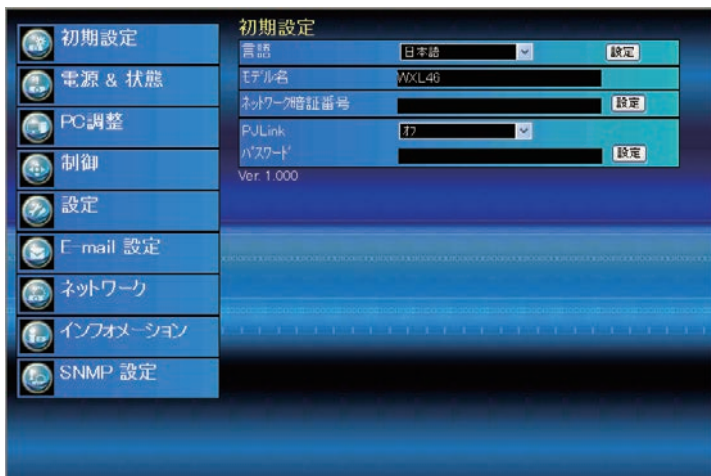 初期設定
電源 & 状態
PC調整
制御
設定
E-mail 設定
ネットワーク
インフォメーション
SNMP 設定
初期設定
言語 日本語 設定
モデル名 WXL46
ネットワーク暗証番号 設定
PJLink オフ
パスワード 設定
Ver. 1.000